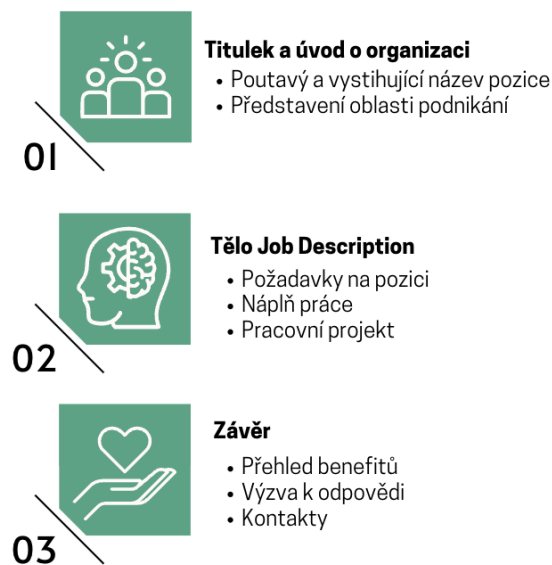 01
Titulek a úvod o organizaci
• Poutavý a vystihující název pozice
• Představení oblasti podnikání
02
Tělo Job Description
• Požadavky na pozici
• Náplň práce
• Pracovní projekt
03
Závěr
• Přehled benefitů
• Výzva k odpovědi
• Kontakty